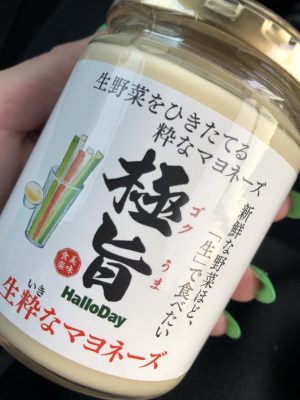 生野菜をひきたてる
粋なマヨネーズ
新鮮な野菜ほど、
「生」で食べたい
極旨
ゴクうま
美味
食楽
HalloDay
いき
生粋なマヨネーズ